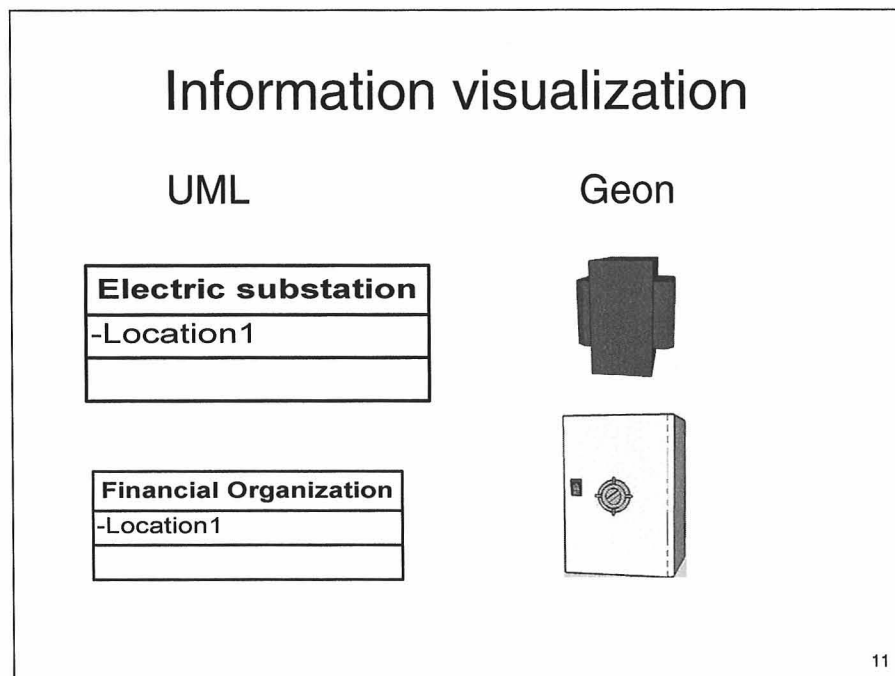 Information visualization
UML
Geon
Electric substation
-Location1
Financial Organization
-Location1
11